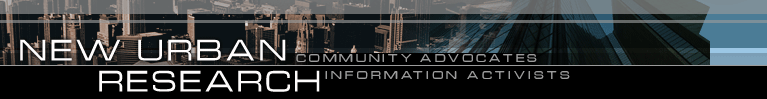 NEW URBAN
COMMUNITY ADVOCATES
RESEARCH
INFORMATION ACTIVISTS